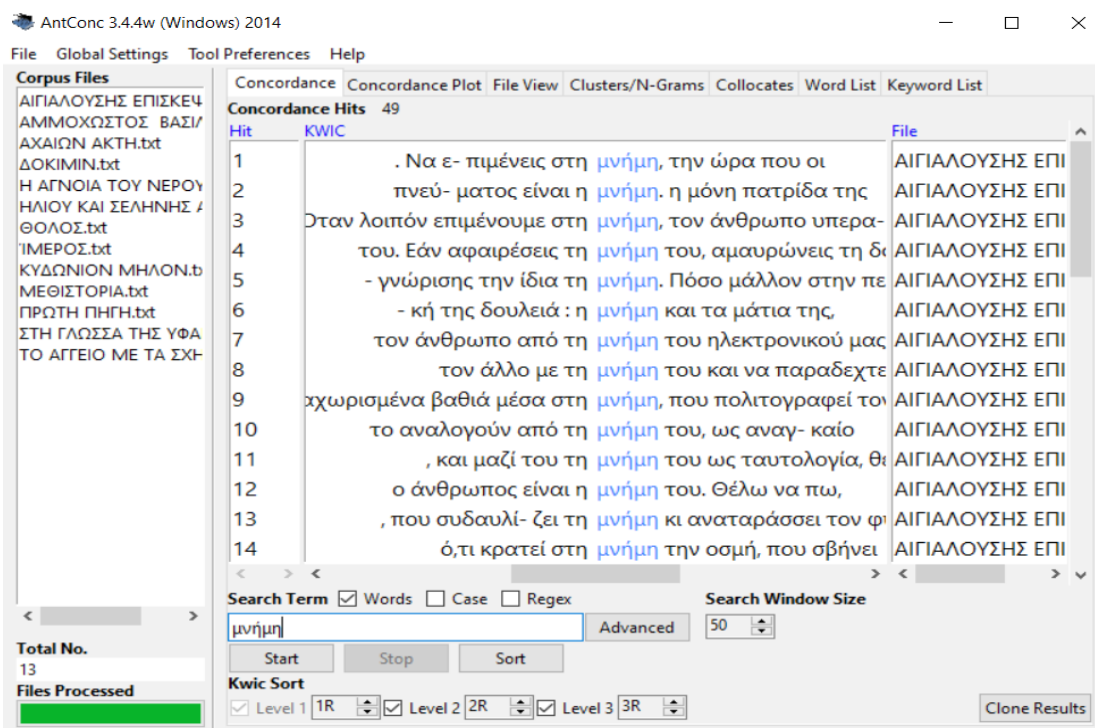 AntConc 3.4.4w (Windows) 2014
File Global Settings Tool Preferences Help
Corpus Files
ΑΙΓΙΑΛΟΥΣΗΣ ΕΠΙΣΚΕΨ
ΑΜΜΟΧΩΣΤΟΣ ΒΑΣΙΛ
ΑΧΑΙΩΝ ΑΚΤΗ.txt
ΔΟΚΙΜΙΝ.txt
Η ΑΓΝΟΙΑ ΤΟΥ ΝΕΡΟΥ
ΗΛΙΟΥ ΚΑΙ ΣΕΛΗΝΗΣ Α
ΘΟΛΟΣ.txt
ΊΜΕΡΟΣ.txt
ΚΥΔΩΝΙΟΝ ΜΗΛΟΝ.t
ΜΕΘΙΣΤΟΡΙΑ.txt
ΠΡΩΤΗ ΠΗΓΗ.txt
ΣΤΗ ΓΛΩΣΣΑ ΤΗΣ ΥΦΑ
ΤΟ ΑΓΓΕΙΟ ΜΕ ΤΑ ΣΧΗ
Total No.
13
Files Processed
Concordance Concordance Plot File View Clusters/N-Grams Collocates Word List Keyword List
Concordance Hits 49
Hit KWIC File
1 . Να ε- πιμένεις στη μνήμη, την ώρα που οι ΑΙΓΙΑΛΟΥΣΗΣ ΕΠΙ
2 πνεύ- ματος είναι η μνήμη. η μόνη πατρίδα της ΑΙΓΙΑΛΟΥΣΗΣ ΕΠΙ
3 Όταν λοιπόν επιμένουμε στη μνήμη, τον άνθρωπο υπερα- ΑΙΓΙΑΛΟΥΣΗΣ ΕΠΙ
4 του. Εάν αφαιρέσεις τη μνήμη του, αμαυρώνεις τη δό ΑΙΓΙΑΛΟΥΣΗΣ ΕΠΙ
5 - γνώρισης την ίδια τη μνήμη. Πόσο μάλλον στην πε ΑΙΓΙΑΛΟΥΣΗΣ ΕΠΙ
6 - κή της δουλειά : η μνήμη και τα μάτια της, ΑΙΓΙΑΛΟΥΣΗΣ ΕΠΙ
7 τον άνθρωπο από τη μνήμη του ηλεκτρονικού μας ΑΙΓΙΑΛΟΥΣΗΣ ΕΠΙ
8 τον άλλο με τη μνήμη του και να παραδεχτε ΑΙΓΙΑΛΟΥΣΗΣ ΕΠΙ
9 αχωρισμένα βαθιά μέσα στη μνήμη, που πολιτογραφεί τον ΑΙΓΙΑΛΟΥΣΗΣ ΕΠΙ
10 το αναλογούν από τη μνήμη του, ως αναγ- καίο ΑΙΓΙΑΛΟΥΣΗΣ ΕΠΙ
11 , και μαζί του τη μνήμη του ως ταυτολογία, θε ΑΙΓΙΑΛΟΥΣΗΣ ΕΠΙ
12 ο άνθρωπος είναι η μνήμη του. Θέλω να πω, ΑΙΓΙΑΛΟΥΣΗΣ ΕΠΙ
13 , που συδαυλί- ζει τη μνήμη κι αναταράσσει τον φυ ΑΙΓΙΑΛΟΥΣΗΣ ΕΠΙ
14 ό,τι κρατεί στη μνήμη την οσμή, που σβήνει ΑΙΓΙΑΛΟΥΣΗΣ ΕΠΙ
Search Term Words Case Regex Search Window Size
μνήμη Advanced 50
Start Stop Sort
Kwic Sort
Level 1 1R Level 2 2R Level 3 3R Clone Results